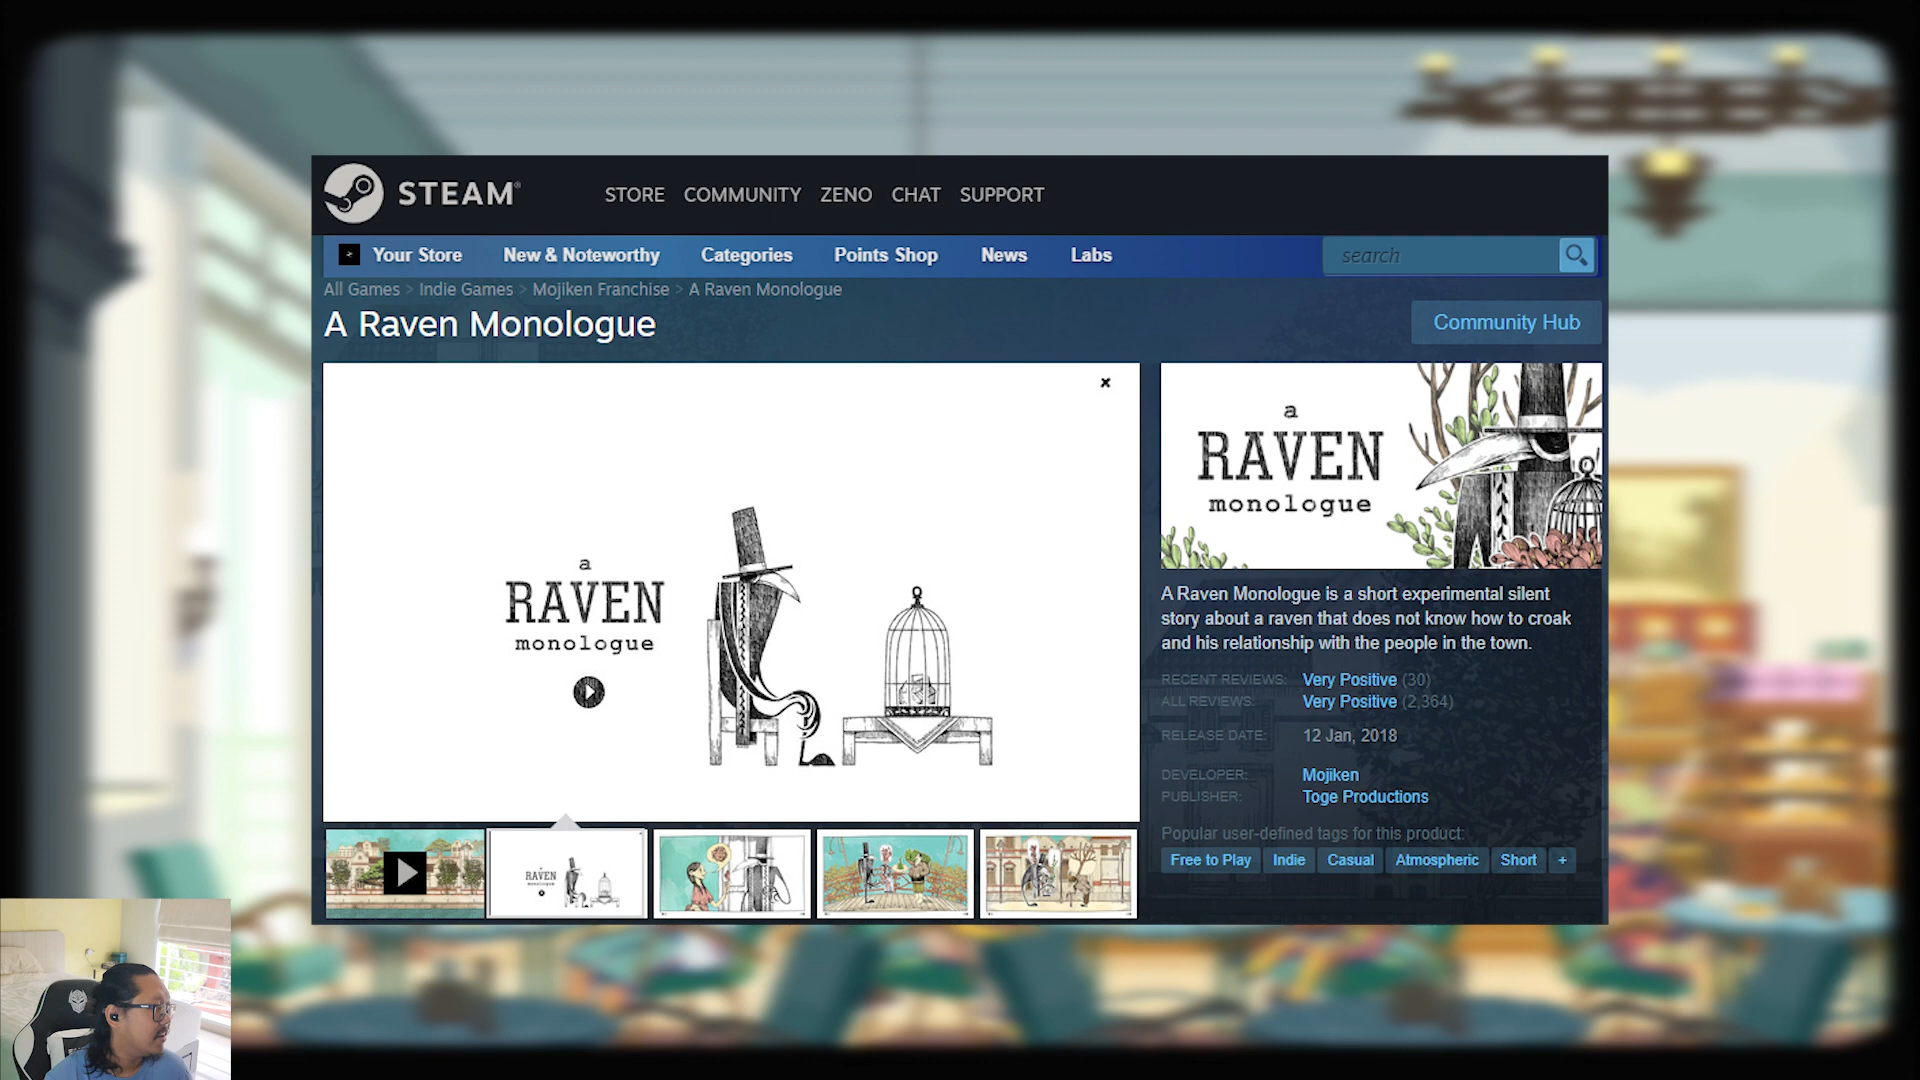 STEAM®
STORE COMMUNITY ZENO CHAT SUPPORT
Your Store New & Noteworthy Categories Points Shop News Labs search
All Games > Indie Games > Mojiken Franchise > A Raven Monologue
A Raven Monologue
Community Hub
a
RAVEN
monologue
a
RAVEN
monologue
A Raven Monologue is a short experimental silent
story about a raven that does not know how to croak
and his relationship with the people in the town.
RECENT REVIEWS: Very Positive (30)
ALL REVIEWS: Very Positive (2,364)
RELEASE DATE: 12 Jan, 2018
DEVELOPER: Mojiken
PUBLISHER: Toge Productions
Popular user-defined tags for this product:
Free to Play Indie Casual Atmospheric Short +
a
RAVEN
monologue